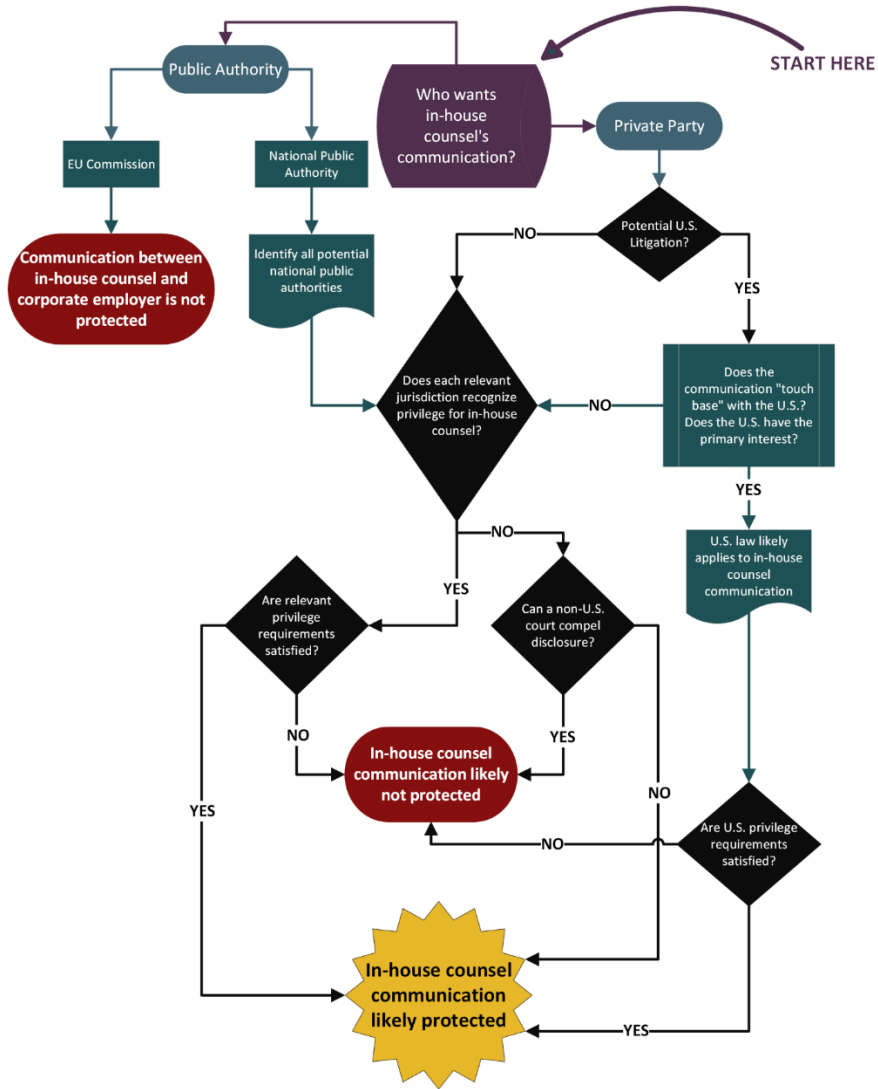 START HERE
Who wants
in-house
counsel's
communication?
Public Authority
Private Party
EU Commission
National Public
Authority
Communication between
in-house counsel and
corporate employer is not
protected
Identify all potential
national public
authorities
Potential U.S.
Litigation?
NO
YES
Does each relevant
jurisdiction recognize
privilege for in-house
counsel?
NO
Does the
communication "touch
base" with the U.S.?
Does the U.S. have the
primary interest?
YES
U.S. law likely
applies to in-house
counsel
communication
YES
NO
Are relevant
privilege
requirements
satisfied?
Can a non-U.S.
court compel
disclosure?
NO
YES
In-house counsel
communication likely
not protected
YES
NO
NO
Are U.S. privilege
requirements
satisfied?
In-house counsel
communication
likely protected
YES